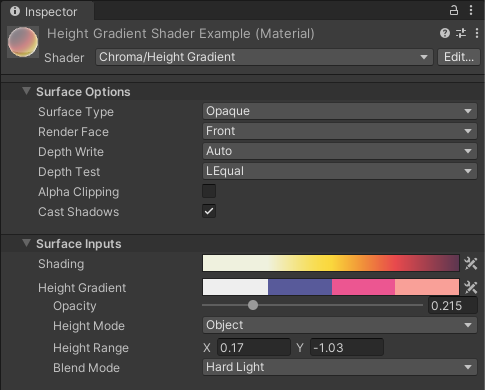 Inspector
Height Gradient Shader Example (Material)
Shader Chroma/Height Gradient Edit...
Surface Options
Surface Type Opaque
Render Face Front
Depth Write Auto
Depth Test LEqual
Alpha Clipping
Cast Shadows
Surface Inputs
Shading
Height Gradient
Opacity 0.215
Height Mode Object
Height Range X 0.17 Y -1.03
Blend Mode Hard Light